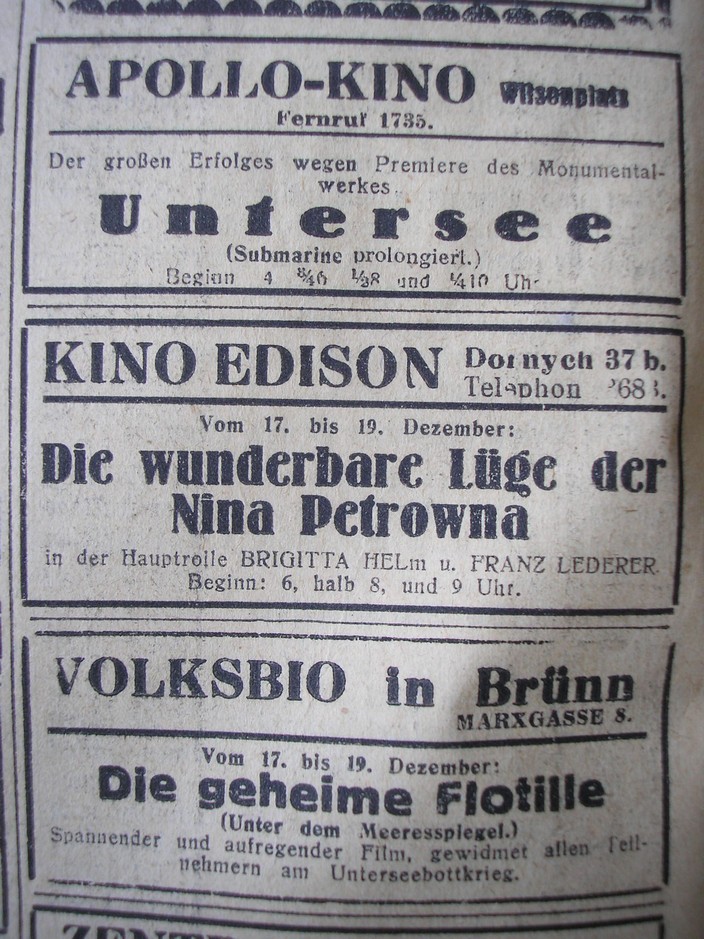 APOLLO-KINO Wilsonplatz
Fernruf 1735.
Der großen Erfolges wegen Premiere des Monumental-
werkes
Untersee
(Submarine prolongiert.)
Beginn 4 ½8 und Uhr
KINO EDISON
Dornych 37 b.
Telephon
Vom 17. bis 19. Dezember:
Die wunderbare Lüge der
Nina Petrowna
in der Hauptrolle BRIGITTA HELm u. FRANZ LEDERER
Beginn: 6, halb 8, und 9 Uhr.
VOLKSBIO in Brünn
MARXGASSE 8.
Vom 17. bis 19. Dezember:
Die geheime Flotille
(Unter dem Meeresspiegel.)
Spannender und aufregender Film, gewidmet allen Teil-
nehmern am Unterseebottkrieg.